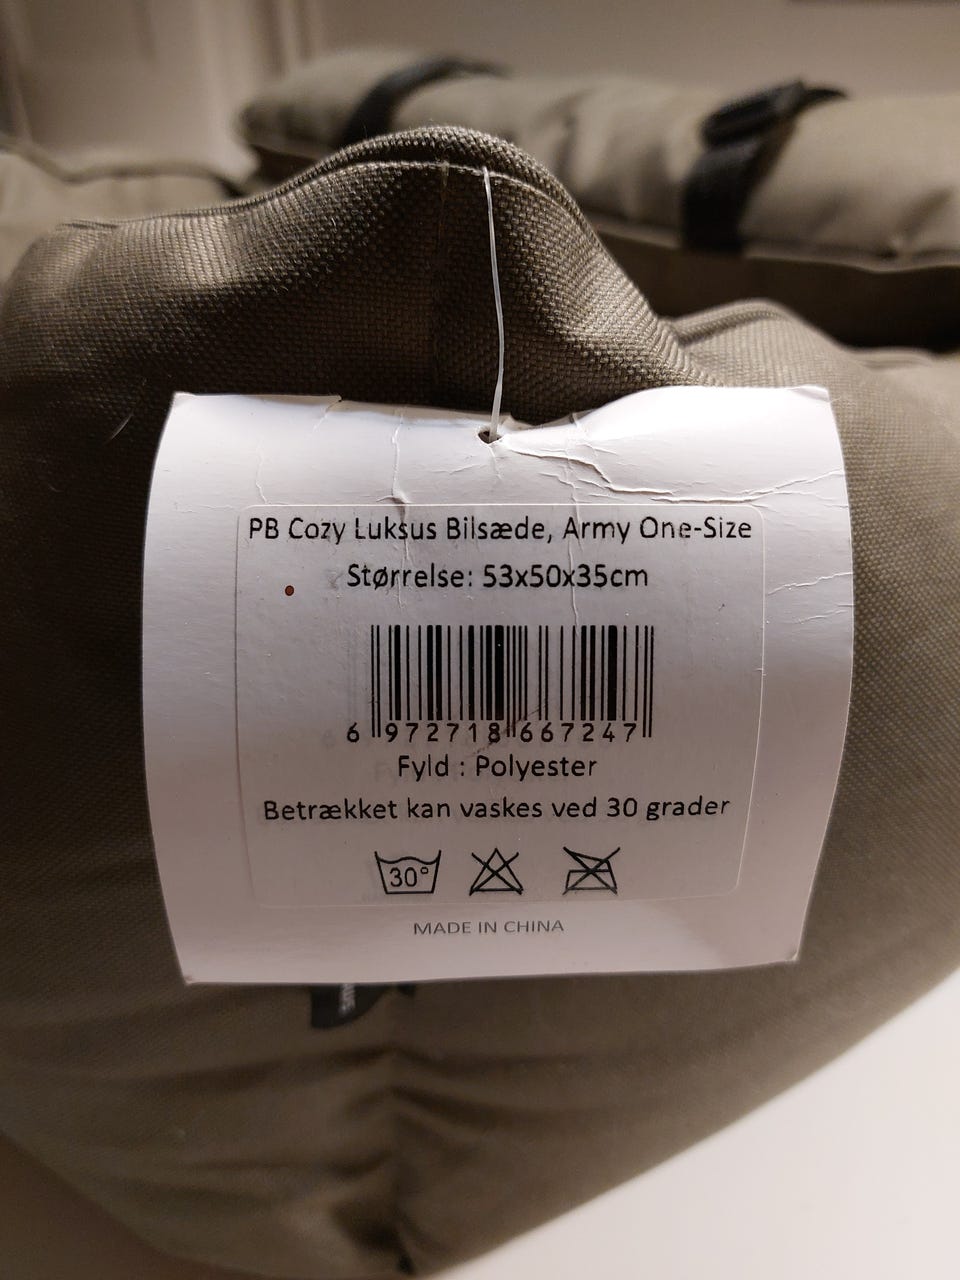 PB Cozy Luksus Bilsæde, Army One-Size
Størrelse: 53x50x35cm
6 972718 667247
Fyld : Polyester
Betrækket kan vaskes ved 30 grader
30°
MADE IN CHINA